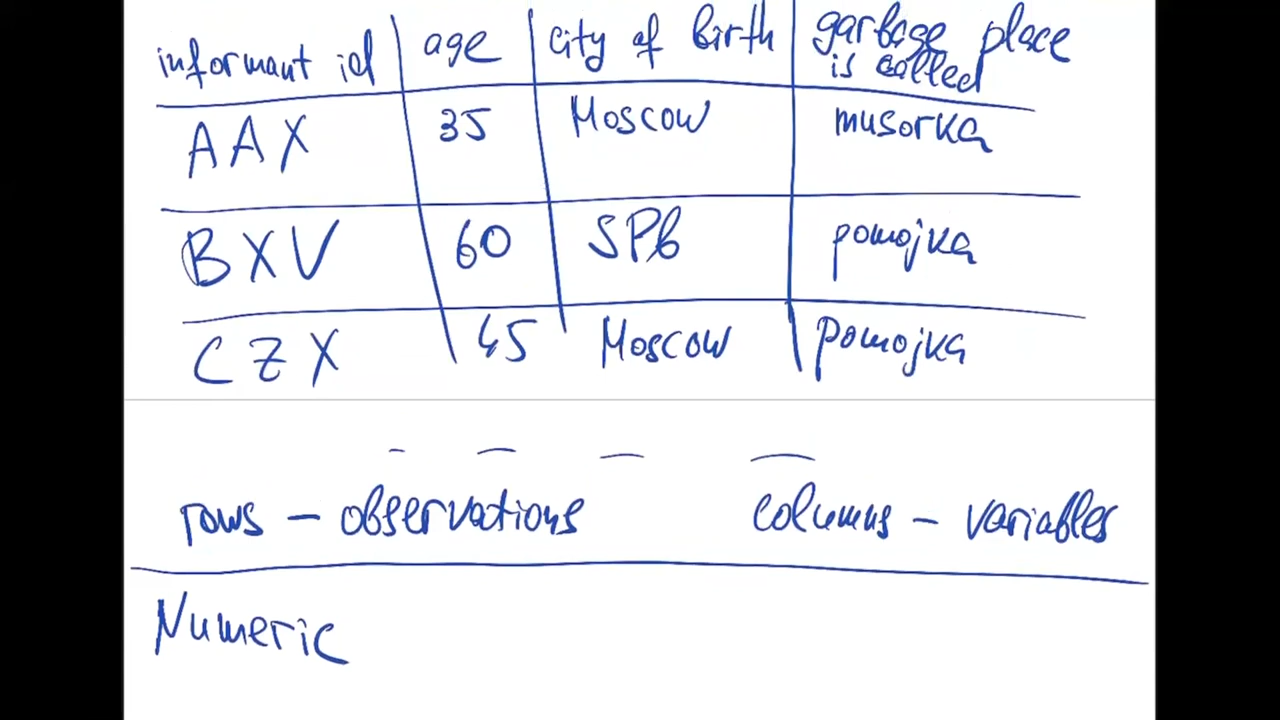 informant id age city of birth garbage place
is called
AAX 35 Moscow musorka
BXV 60 SPb pomojka
CZX 45 Moscow pomojka
rows - observations columns - variables
Numeric